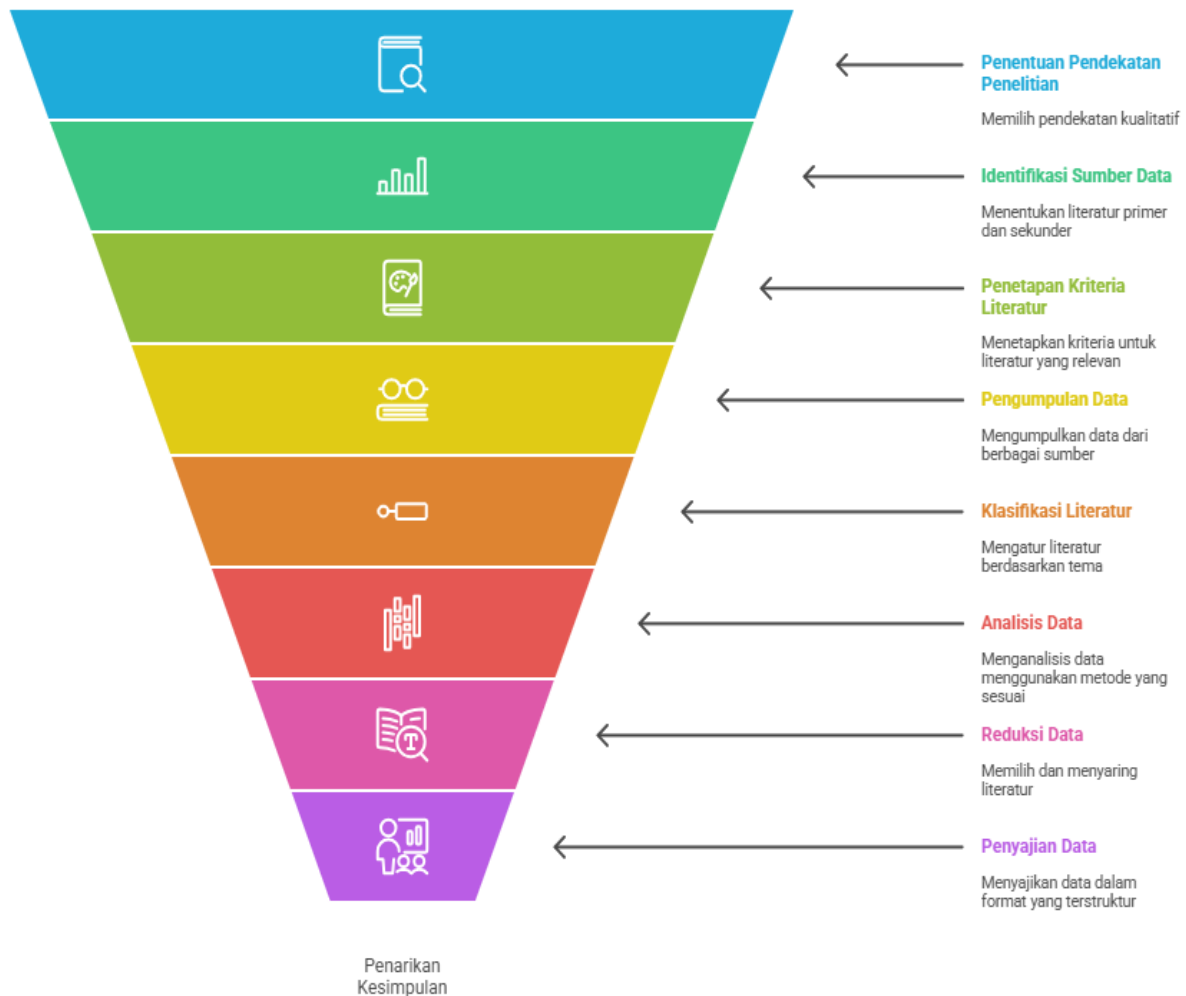 Penentuan Pendekatan
Penelitian
Memilih pendekatan kualitatif
Identifikasi Sumber Data
Menentukan literatur primer
dan sekunder
Penetapan Kriteria
Literatur
Menetapkan kriteria untuk
literatur yang relevan
Pengumpulan Data
Mengumpulkan data dari
berbagai sumber
Klasifikasi Literatur
Mengatur literatur
berdasarkan tema
Analisis Data
Menganalisis data
menggunakan metode yang
sesuai
Reduksi Data
Memilih dan menyaring
literatur
T
Penyajian Data
Menyajikan data dalam
format yang terstruktur
Penarikan
Kesimpulan